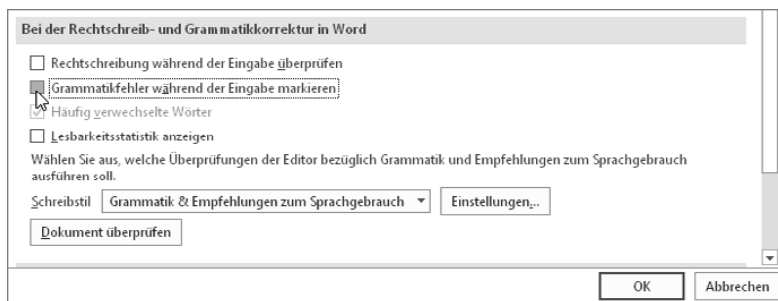 Bei der Rechtschreib- und Grammatikkorrektur in Word
Rechtschreibung während der Eingabe überprüfen
Grammatikfehler während der Eingabe markieren
Häufig verwechselte Wörter
Lesbarkeitsstatistik anzeigen
Wählen Sie aus, welche Überprüfungen der Editor bezüglich Grammatik und Empfehlungen zum Sprachgebrauch
ausführen soll.
Schreibstil Grammatik & Empfehlungen zum Sprachgebrauch Einstellungen...
Dokument überprüfen
OK Abbrechen